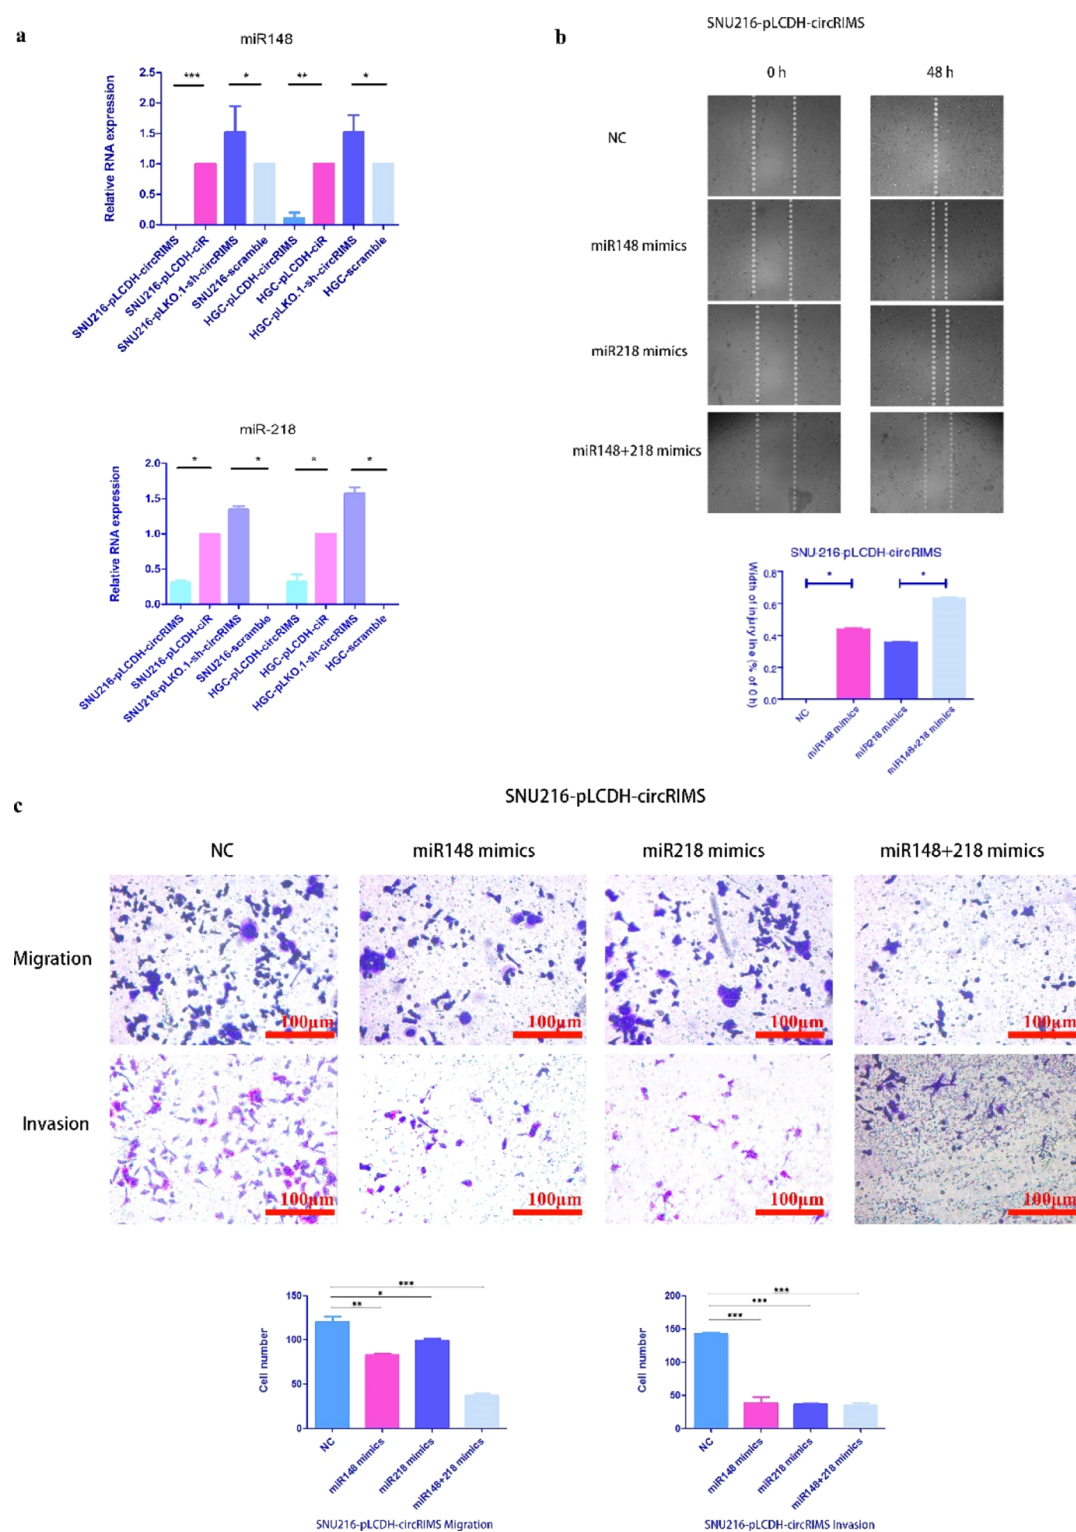 a
miR148
Relative RNA expression
2.5
2.0
1.5
1.0
0.5
0.0
***
*
**
*
SNU216-pLCDH-circRIMS
SNU216-pLCDH-ciR
SNU216-pLKO.1-sh-circRIMS
SNU216-scramble
HGC-pLCDH-circRIMS
HGC-pLCDH-ciR
HGC-pLKO.1-sh-circRIMS
HGC-scramble
miR-218
Relative RNA expression
2.0
1.5
1.0
0.5
0.0
*
*
*
*
SNU216-pLCDH-circRIMS
SNU216-pLCDH-ciR
SNU216-pLKO.1-sh-circRIMS
SNU216-scramble
HGC-pLCDH-circRIMS
HGC-pLCDH-ciR
HGC-pLKO.1-sh-circRIMS
HGC-scramble
b
SNU216-pLCDH-circRIMS
0 h 48 h
NC
miR148 mimics
miR218 mimics
miR148+218 mimics
SNU-216-pLCDH-circRIMS
Width of injury
line (% of 0 h)
0.8
0.6
0.4
0.2
0.0
*
*
NC
miR148 mimics
miR218 mimics
miR148+218 mimics
c
SNU216-pLCDH-circRIMS
NC miR148 mimics miR218 mimics miR148+218 mimics
Migration
100μm 100μm 100μm 100μm
Invasion
100μm 100μm 100μm 100μm
Cell number
150
100
50
0
***
*
**
NC
miR148 mimics
miR218 mimics
miR148+218 mimics
SNU216-pLCDH-circRIMS Migration
Cell number
200
150
100
50
0
***
***
***
NC
miR148 mimics
miR218 mimics
miR148+218 mimics
SNU216-pLCDH-circRIMS Invasion